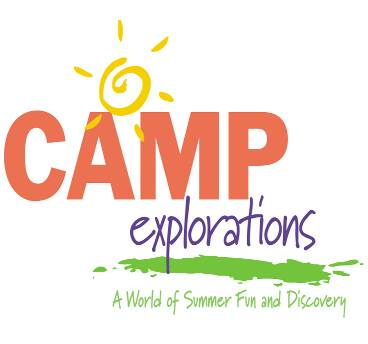 CAMP
explorations
A World of Summer Fun and Discovery